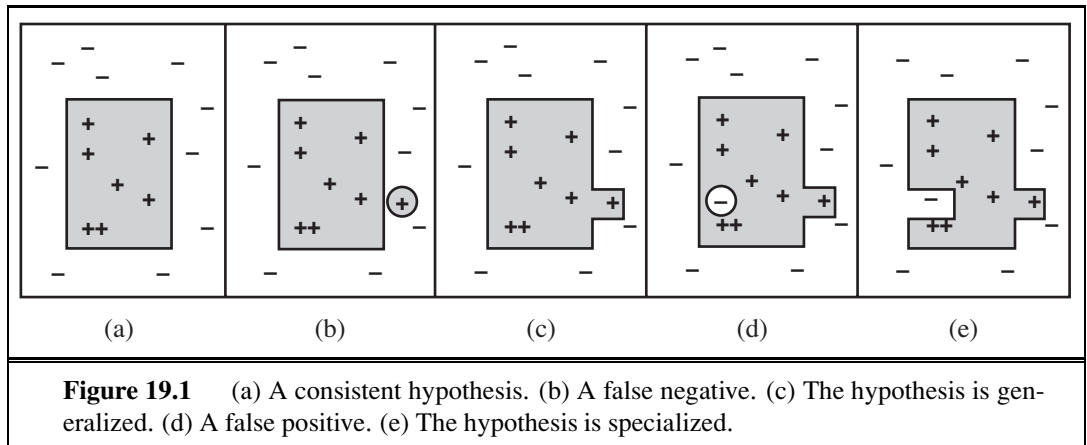 (a) (b) (c) (d) (e)
Figure 19.1 (a) A consistent hypothesis. (b) A false negative. (c) The hypothesis is gen-
eralized. (d) A false positive. (e) The hypothesis is specialized.